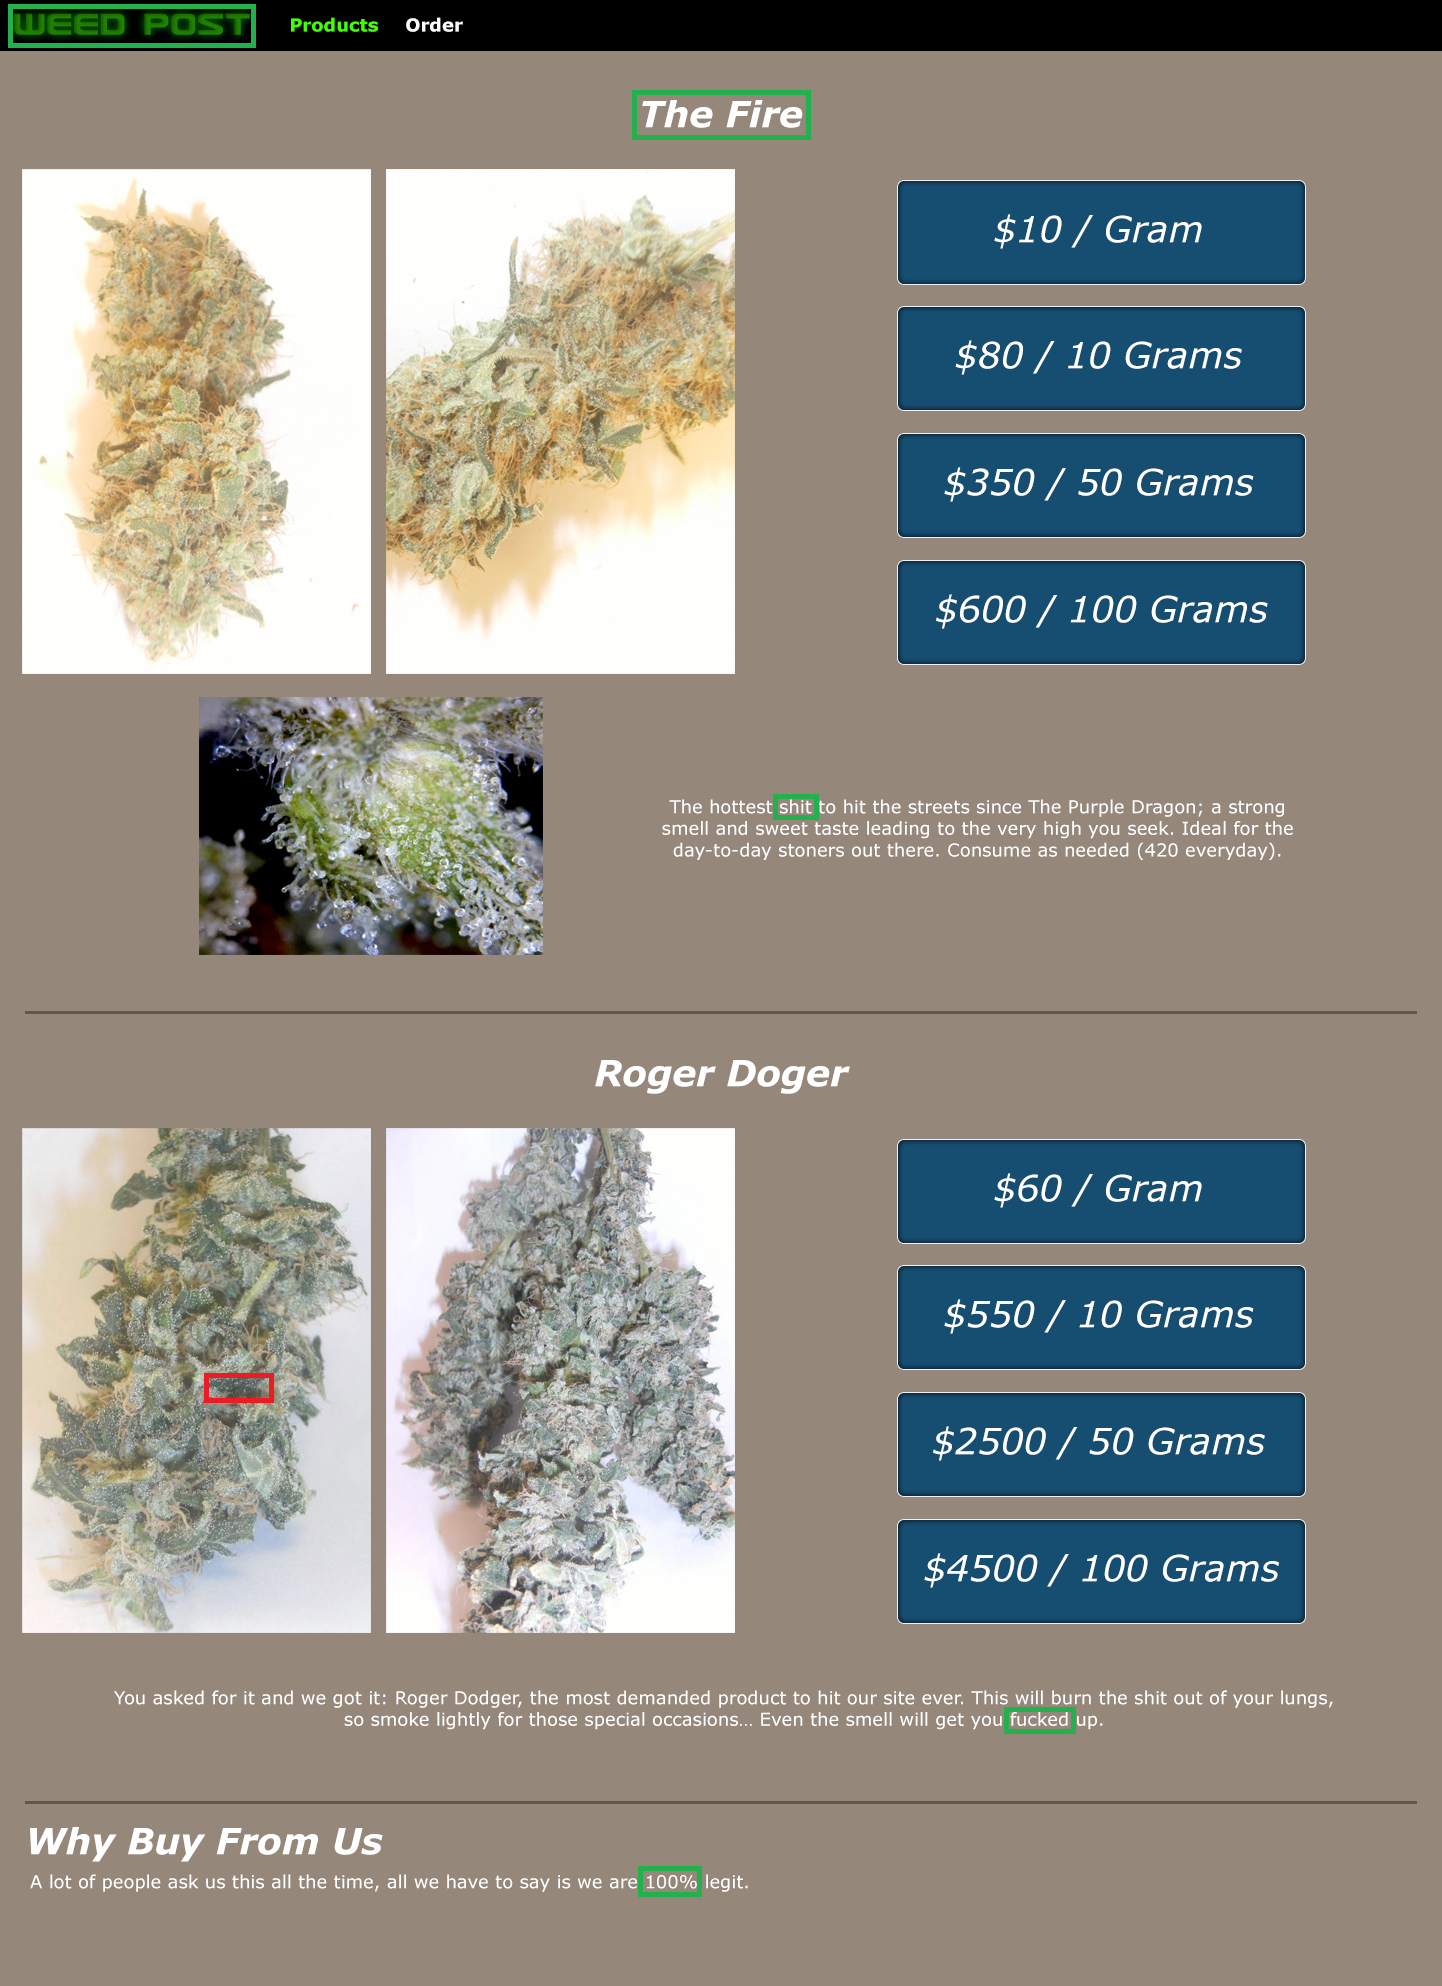 WEED POST
Products
Order
The Fire
$10 / Gram
$80 / 10 Grams
$350 / 50 Grams
$600 / 100 Grams
The hottest shit to hit the streets since The Purple Dragon; a strong
smell and sweet taste leading to the very high you seek. Ideal for the
day-to-day stoners out there. Consume as needed (420 everyday).
Roger Doger
$60 / Gram
$550 / 10 Grams
$2500 / 50 Grams
$4500 / 100 Grams
You asked for it and we got it: Roger Dodger, the most demanded product to hit our site ever. This will burn the shit out of your lungs,
so smoke lightly for those special occasions... Even the smell will get you fucked up.
Why Buy From Us
A lot of people ask us this all the time, all we have to say is we are 100% legit.